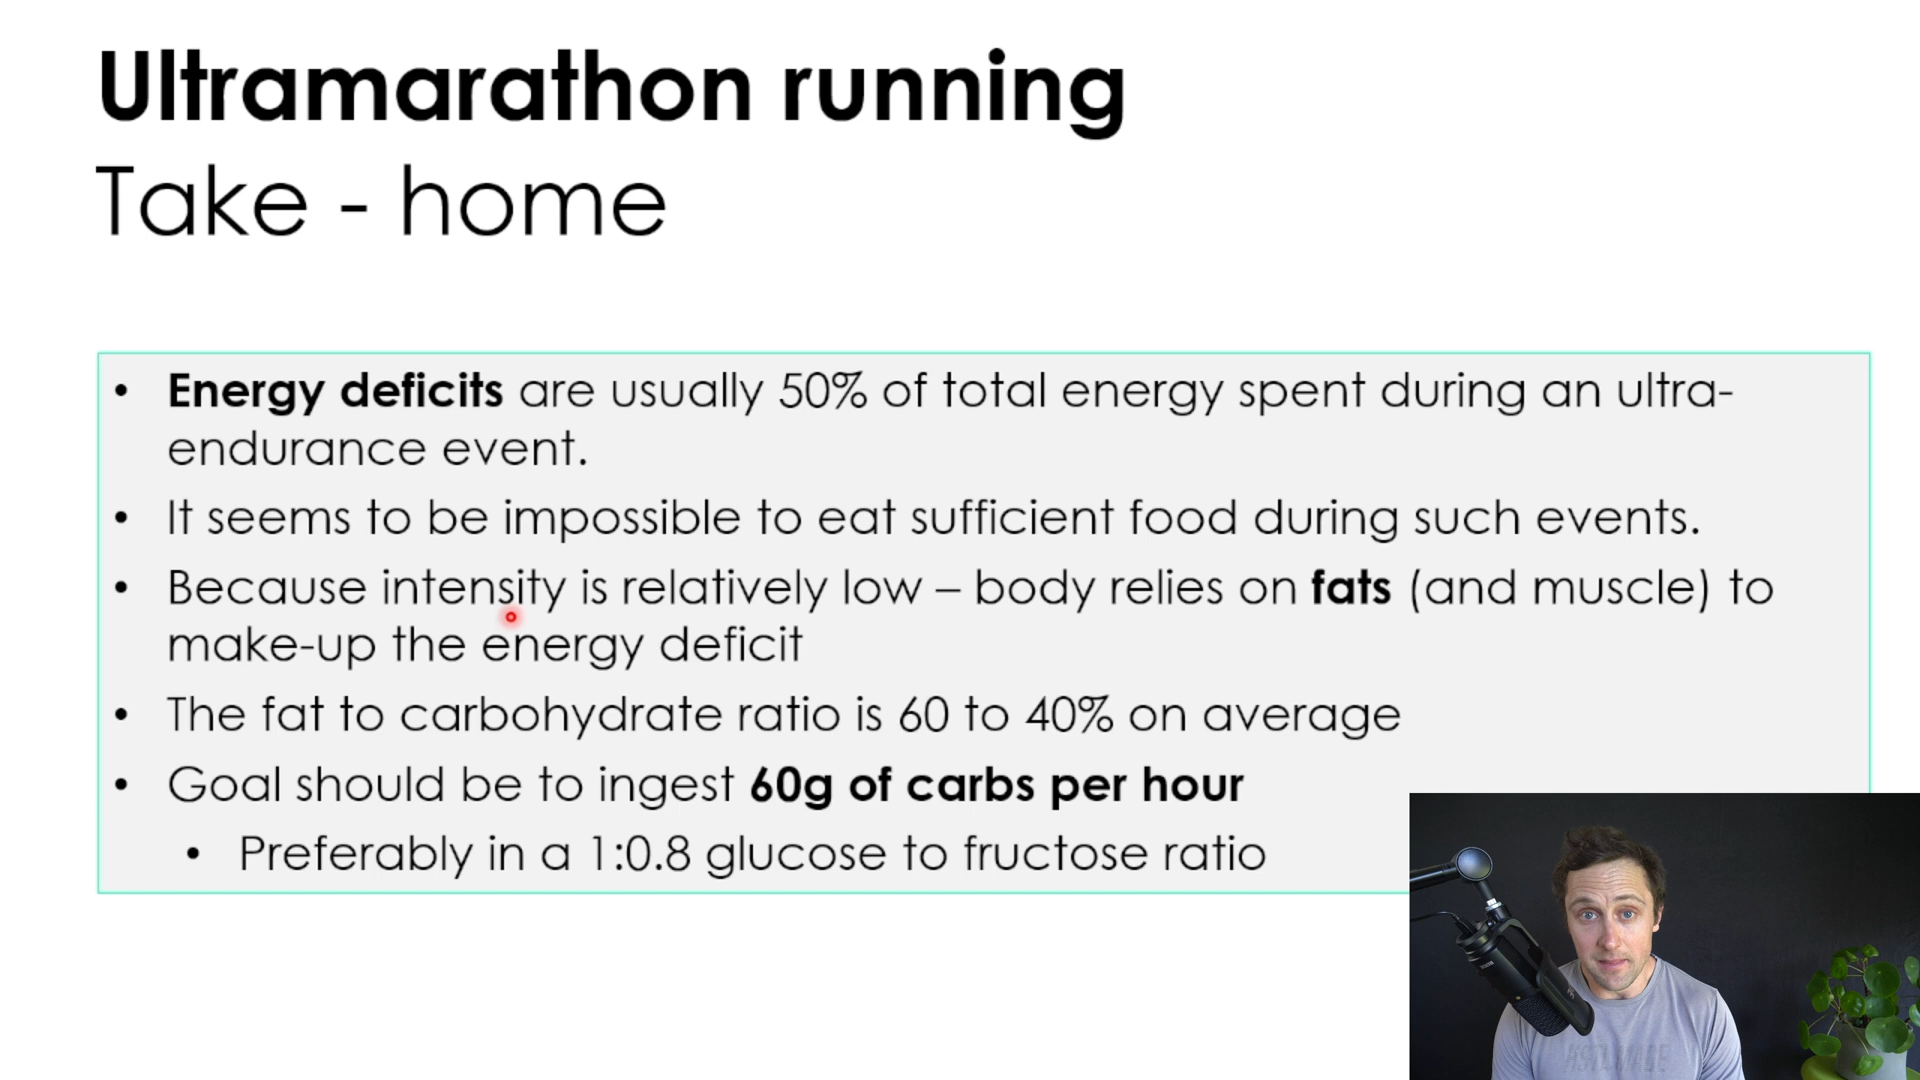 Ultramarathon running
Take - home
• Energy deficits are usually 50% of total energy spent during an ultra-
endurance event.
• It seems to be impossible to eat sufficient food during such events.
• Because intensity is relatively low – body relies on fats (and muscle) to
make-up the energy deficit
• The fat to carbohydrate ratio is 60 to 40% on average
• Goal should be to ingest 60g of carbs per hour
• Preferably in a 1:0.8 glucose to fructose ratio